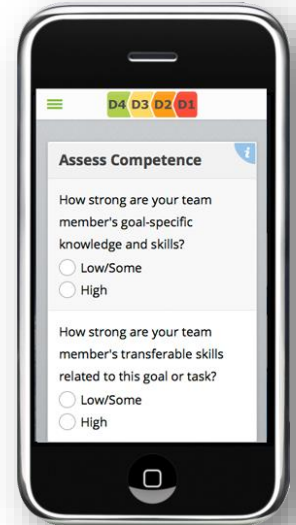 D4 D3 D2 D1
Assess Competence
i
How strong are your team
member's goal-specific
knowledge and skills?
Low/Some
High
How strong are your team
member's transferable skills
related to this goal or task?
Low/Some
High